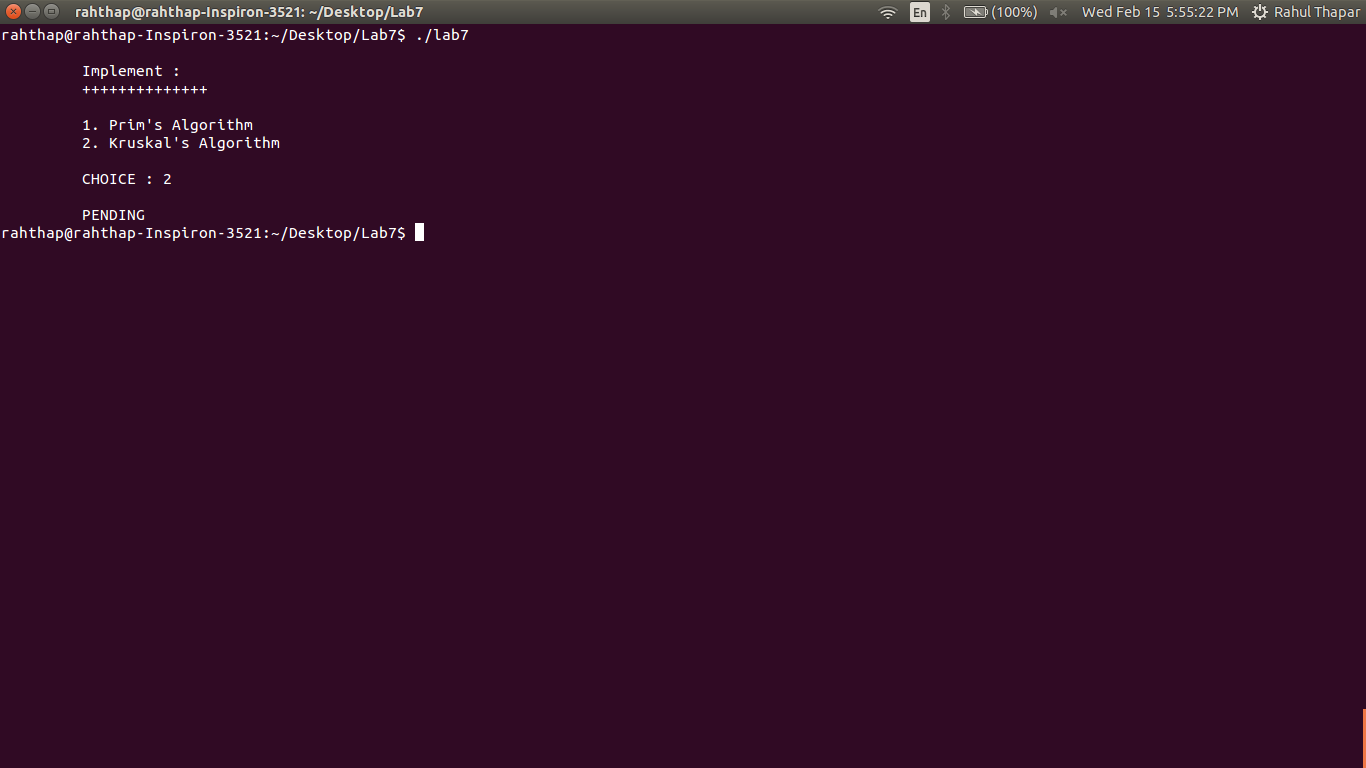 rahthap@rahthap-Inspiron-3521: ~/Desktop/Lab7
En (100%) Wed Feb 15 5:55:22 PM Rahul Thapar
rahthap@rahthap-Inspiron-3521:~/Desktop/Lab7$ ./lab7
Implement :
++++++++++++++
1. Prim's Algorithm
2. Kruskal's Algorithm
CHOICE : 2
PENDING
rahthap@rahthap-Inspiron-3521:~/Desktop/Lab7$